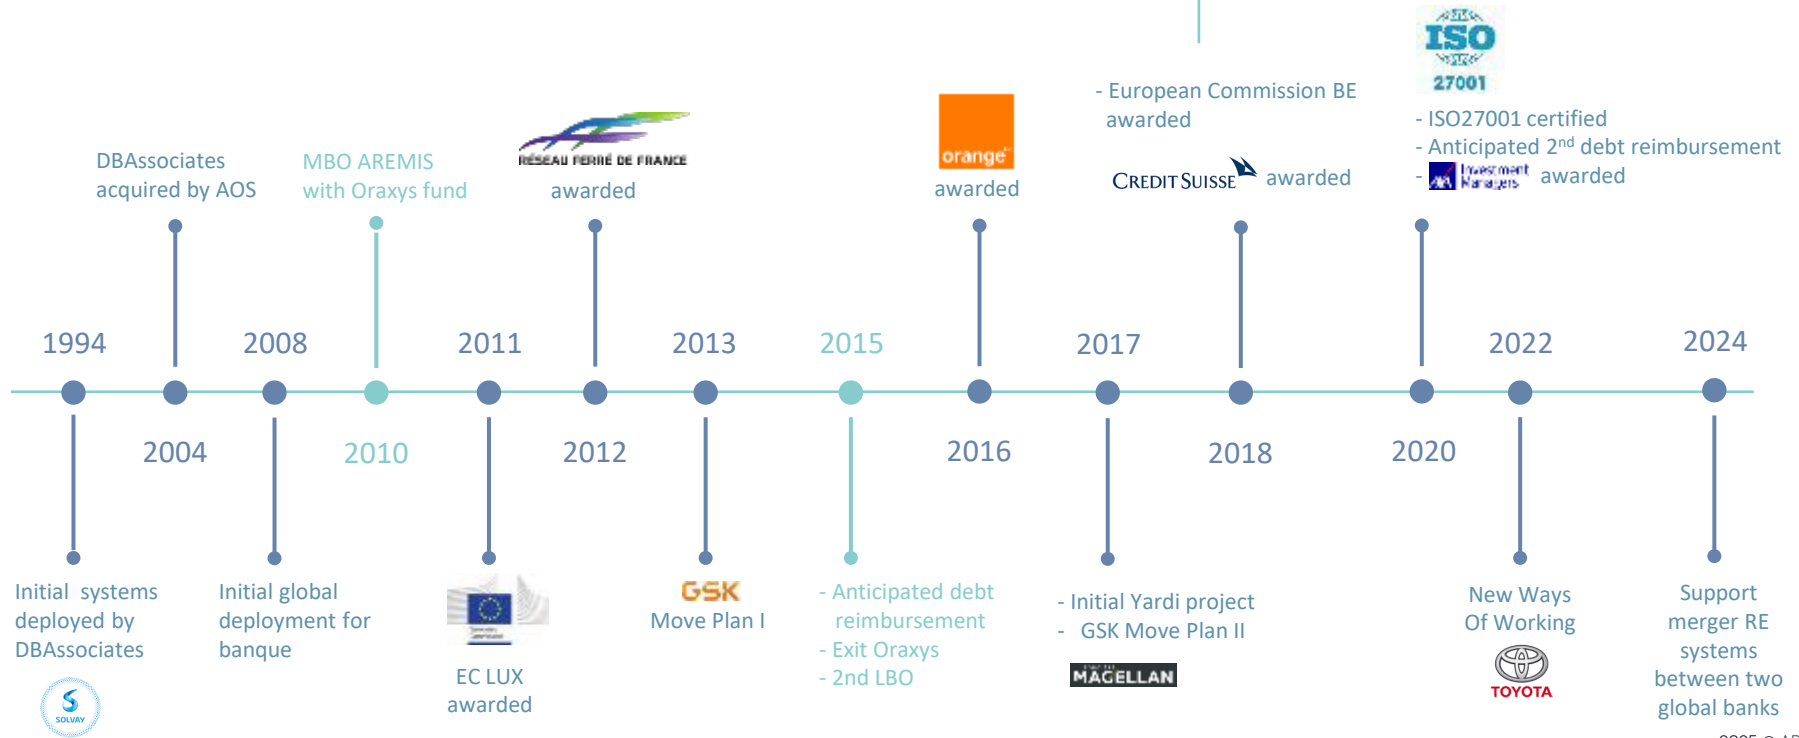 ISO
27001
- European Commission BE
awarded
- ISO27001 certified
- Anticipated 2nd debt reimbursement
- Investment Managers awarded
DBAssociates
acquired by AOS
MBO AREMIS
with Oraxys fund
RÉSEAU FERRÉ DE FRANCE
awarded
orange
awarded
CREDIT SUISSE awarded
1994
2008
2011
2013
2015
2017
2022
2024
2004
2010
2012
2016
2018
2020
Initial systems
deployed by
DBAssociates
SOLVAY
Initial global
deployment for
banque
EC LUX
awarded
GSK
Move Plan I
- Anticipated debt
reimbursement
- Exit Oraxys
- 2nd LBO
- Initial Yardi project
- GSK Move Plan II
MAGELLAN
New Ways
Of Working
TOYOTA
Support
merger RE
systems
between two
global banks